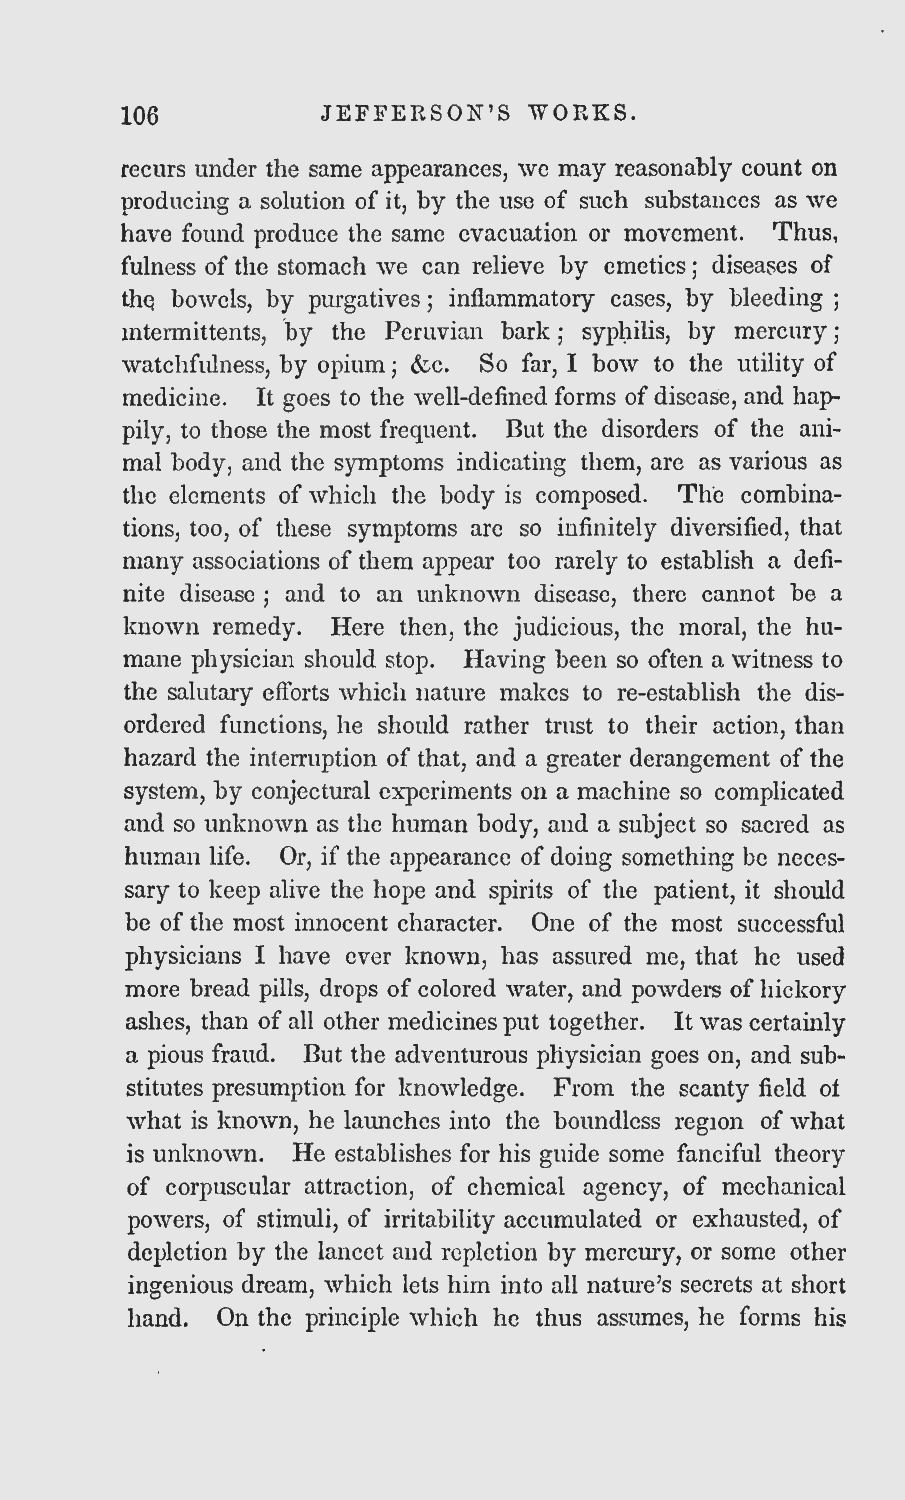 106 JEFFERSON'S WORKS.
recurs under the same appearances, we may reasonably count on
producing a solution of it, by the use of such substances as we
have found produce the same evacuation or movement. Thus,
fulness of the stomach we can relieve by emetics; diseases of
the bowels, by purgatives; inflammatory cases, by bleeding;
intermittents, by the Peruvian bark; syphilis, by mercury;
watchfulness, by opium; &c. So far, I bow to the utility of
medicine. It goes to the well-defined forms of disease, and hap-
pily, to those the most frequent. But the disorders of the ani-
mal body, and the symptoms indicating them, are as various as
the elements of which the body is composed. The combina-
tions, too, of these symptoms are so infinitely diversified, that
many associations of them appear too rarely to establish a defi-
nite disease; and to an unknown disease, there cannot be a
known remedy. Here then, the judicious, the moral, the hu-
mane physician should stop. Having been so often a witness to
the salutary efforts which nature makes to re-establish the dis-
ordered functions, he should rather trust to their action, than
hazard the interruption of that, and a greater derangement of the
system, by conjectural experiments on a machine so complicated
and so unknown as the human body, and a subject so sacred as
human life. Or, if the appearance of doing something be neces-
sary to keep alive the hope and spirits of the patient, it should
be of the most innocent character. One of the most successful
physicians I have ever known, has assured me, that he used
more bread pills, drops of colored water, and powders of hickory
ashes, than of all other medicines put together. It was certainly
a pious fraud. But the adventurous physician goes on, and sub-
stitutes presumption for knowledge. From the scanty field of
what is known, he launches into the boundless region of what
is unknown. He establishes for his guide some fanciful theory
of corpuscular attraction, of chemical agency, of mechanical
powers, of stimuli, of irritability accumulated or exhausted, of
depletion by the lancet and repletion by mercury, or some other
ingenious dream, which lets him into all nature's secrets at short
hand. On the principle which he thus assumes, he forms his